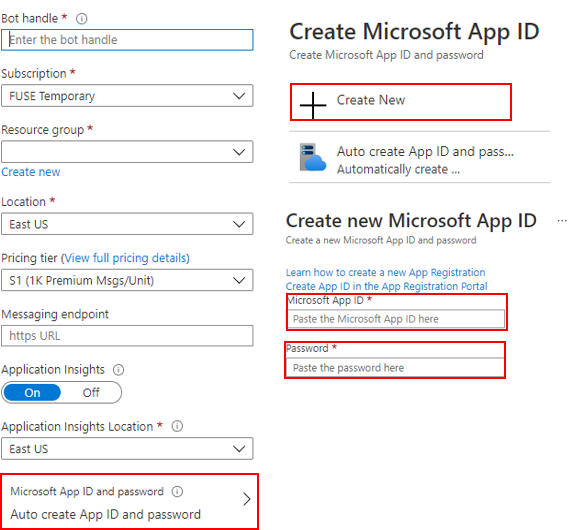 Bot handle *
Enter the bot handle
Subscription *
FUSE Temporary
Resource group *
Create new
Location *
East US
Pricing tier (View full pricing details)
S1 (1K Premium Msgs/Unit)
Messaging endpoint
https URL
Application Insights
On Off
Application Insights Location *
East US
Microsoft App ID and password
Auto create App ID and password
Create Microsoft App ID
Create Microsoft App ID and password
Create New
Auto create App ID and pass...
Automatically create ...
Create new Microsoft App ID ...
Create a new Microsoft App ID and password
Learn how to create a new App Registration
Create App ID in the App Registration Portal
Microsoft App ID *
Paste the Microsoft App ID here
Password *
Paste the password here